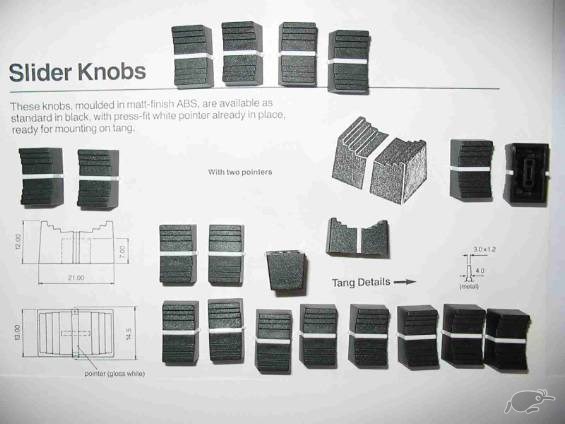 Slider Knobs
These knobs, moulded in matt-finish ABS, are available as
standard in black, with press-fit white pointer already in place,
ready for mounting on tang.
With two pointers
12.00
7.00
21.00
3.0 x 1.2
4.0
(metal)
Tang Details
13.00
14.5
pointer (gloss white)